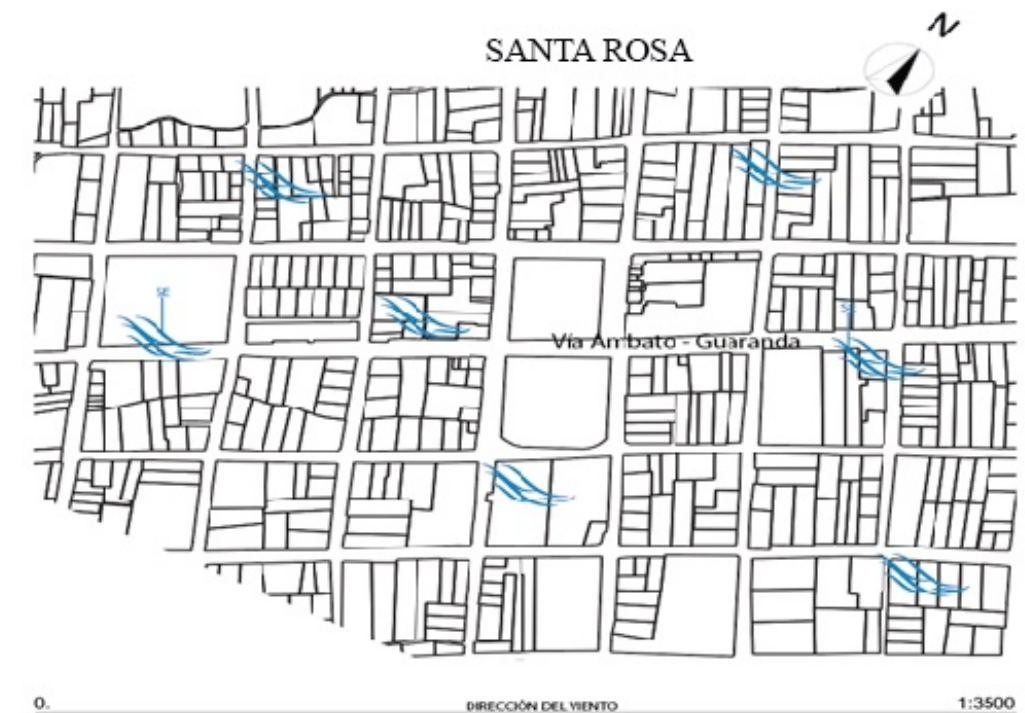 N
SANTA ROSA
SE
SE
Vía Ambato - Guaranda
0.
DIRECCIÓN DEL VIENTO
1:3500